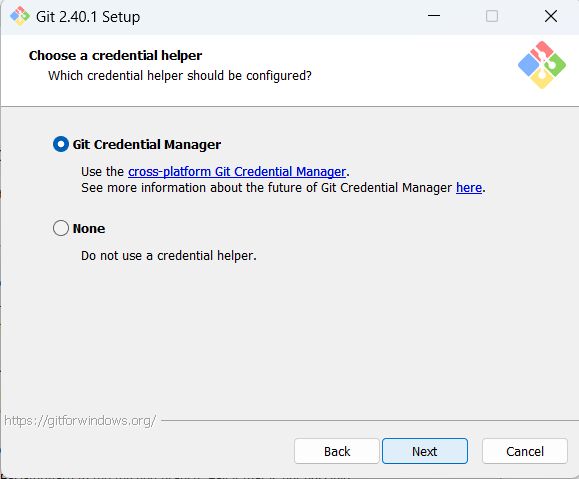 Git 2.40.1 Setup
Choose a credential helper
Which credential helper should be configured?
Git Credential Manager
Use the cross-platform Git Credential Manager.
See more information about the future of Git Credential Manager here.
None
Do not use a credential helper.
https://gitforwindows.org/
Back Next Cancel